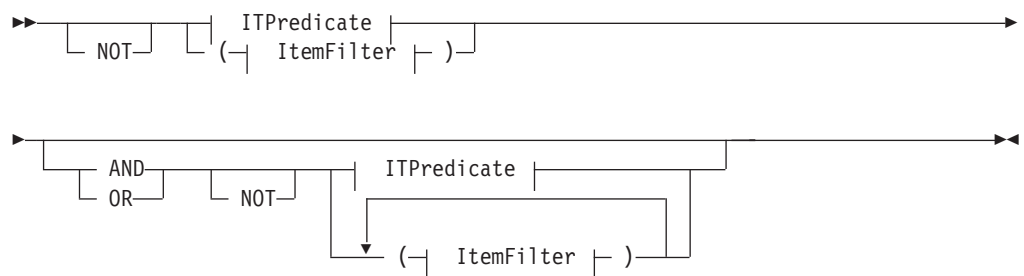 ITPredicate
NOT ( ItemFilter )
AND ITPredicate
OR NOT
( ItemFilter )